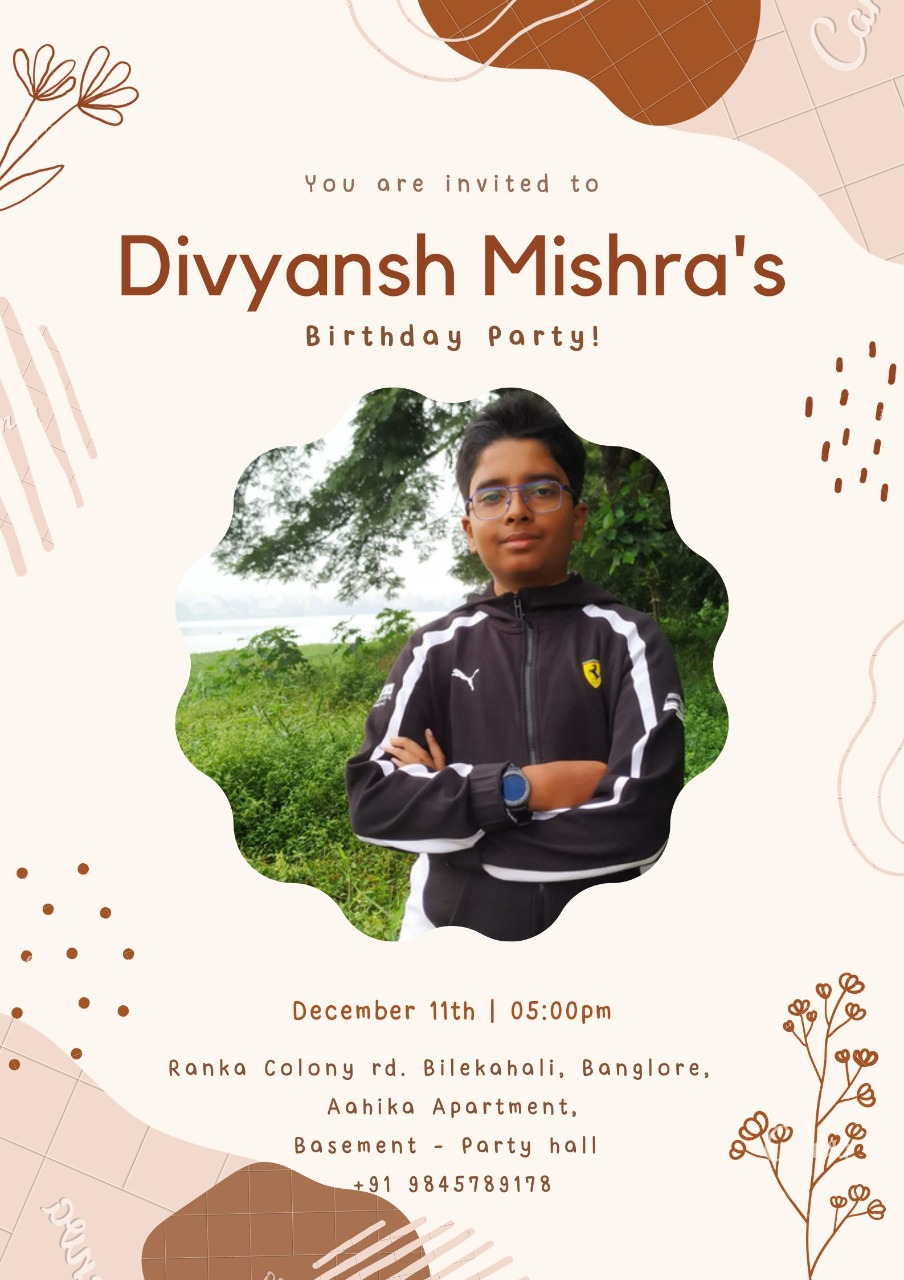 You are invited to
Divyansh Mishra's
Birthday Party!
December 11th | 05:00pm
Ranka Colony rd. Bilekahali, Banglore,
Aahika Apartment,
Basement - Party hall
+91 9845789178